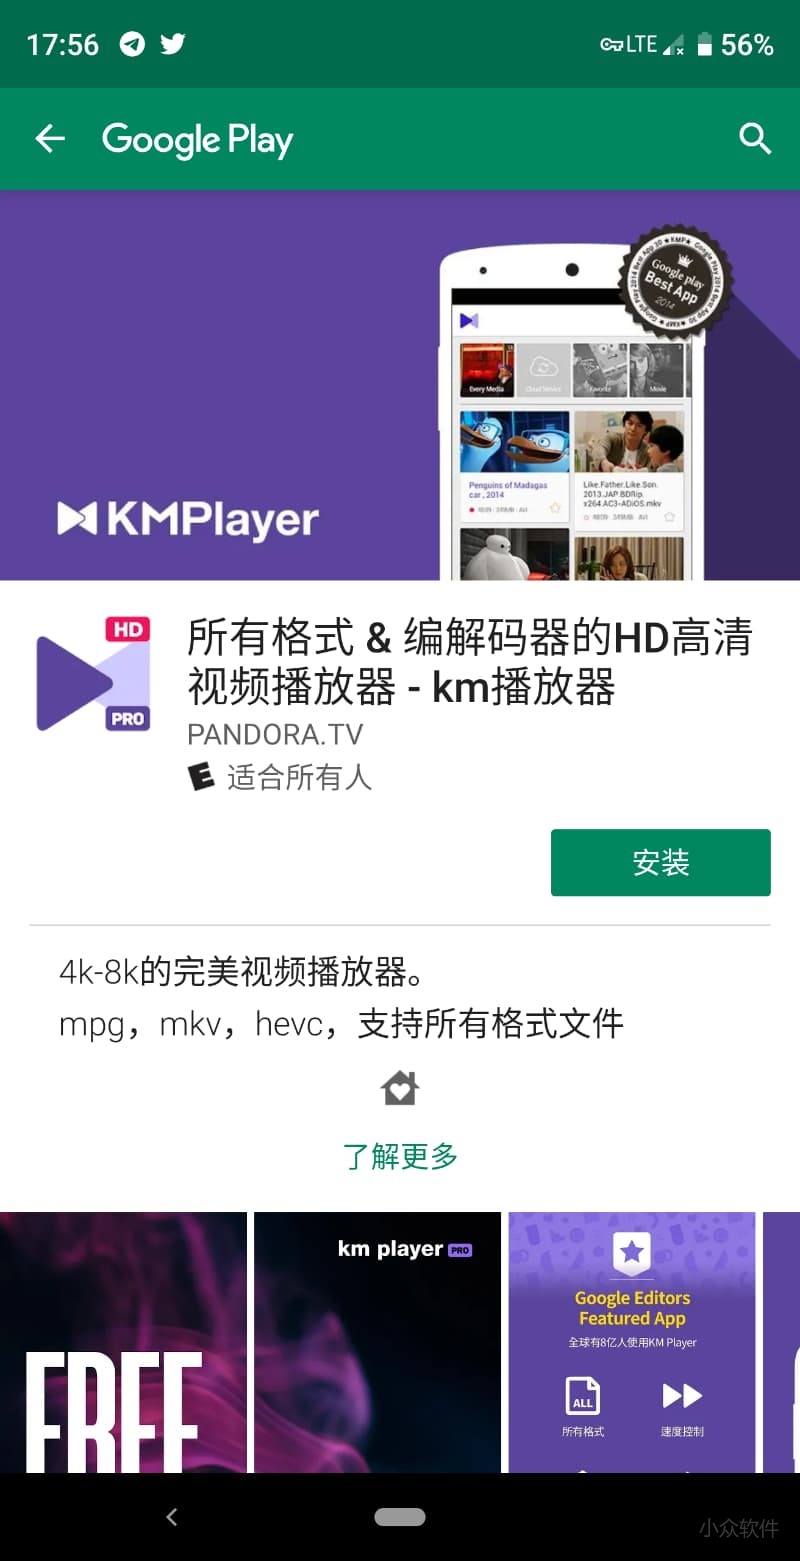 17:56
LTE 56%
Google Play
Google play
Best App
2014
Every Media
Cloud Service
Favorite
Movie
Penguins of Madagas
car , 2014
Like.Father.Like.Son.
2013.JAP.BDRip.
x264.AC3-ADiOS.mkv
KMPlayer
HD
PRO
所有格式 & 编解码器的HD高清
视频播放器 - km播放器
PANDORA.TV
E 适合所有人
安装
4k-8k的完美视频播放器。
mpg，mkv，hevc，支持所有格式文件
了解更多
FREE
km player PRO
Google Editors
Featured App
全球有8亿人使用KM Player
ALL
所有格式
速度控制
小众软件